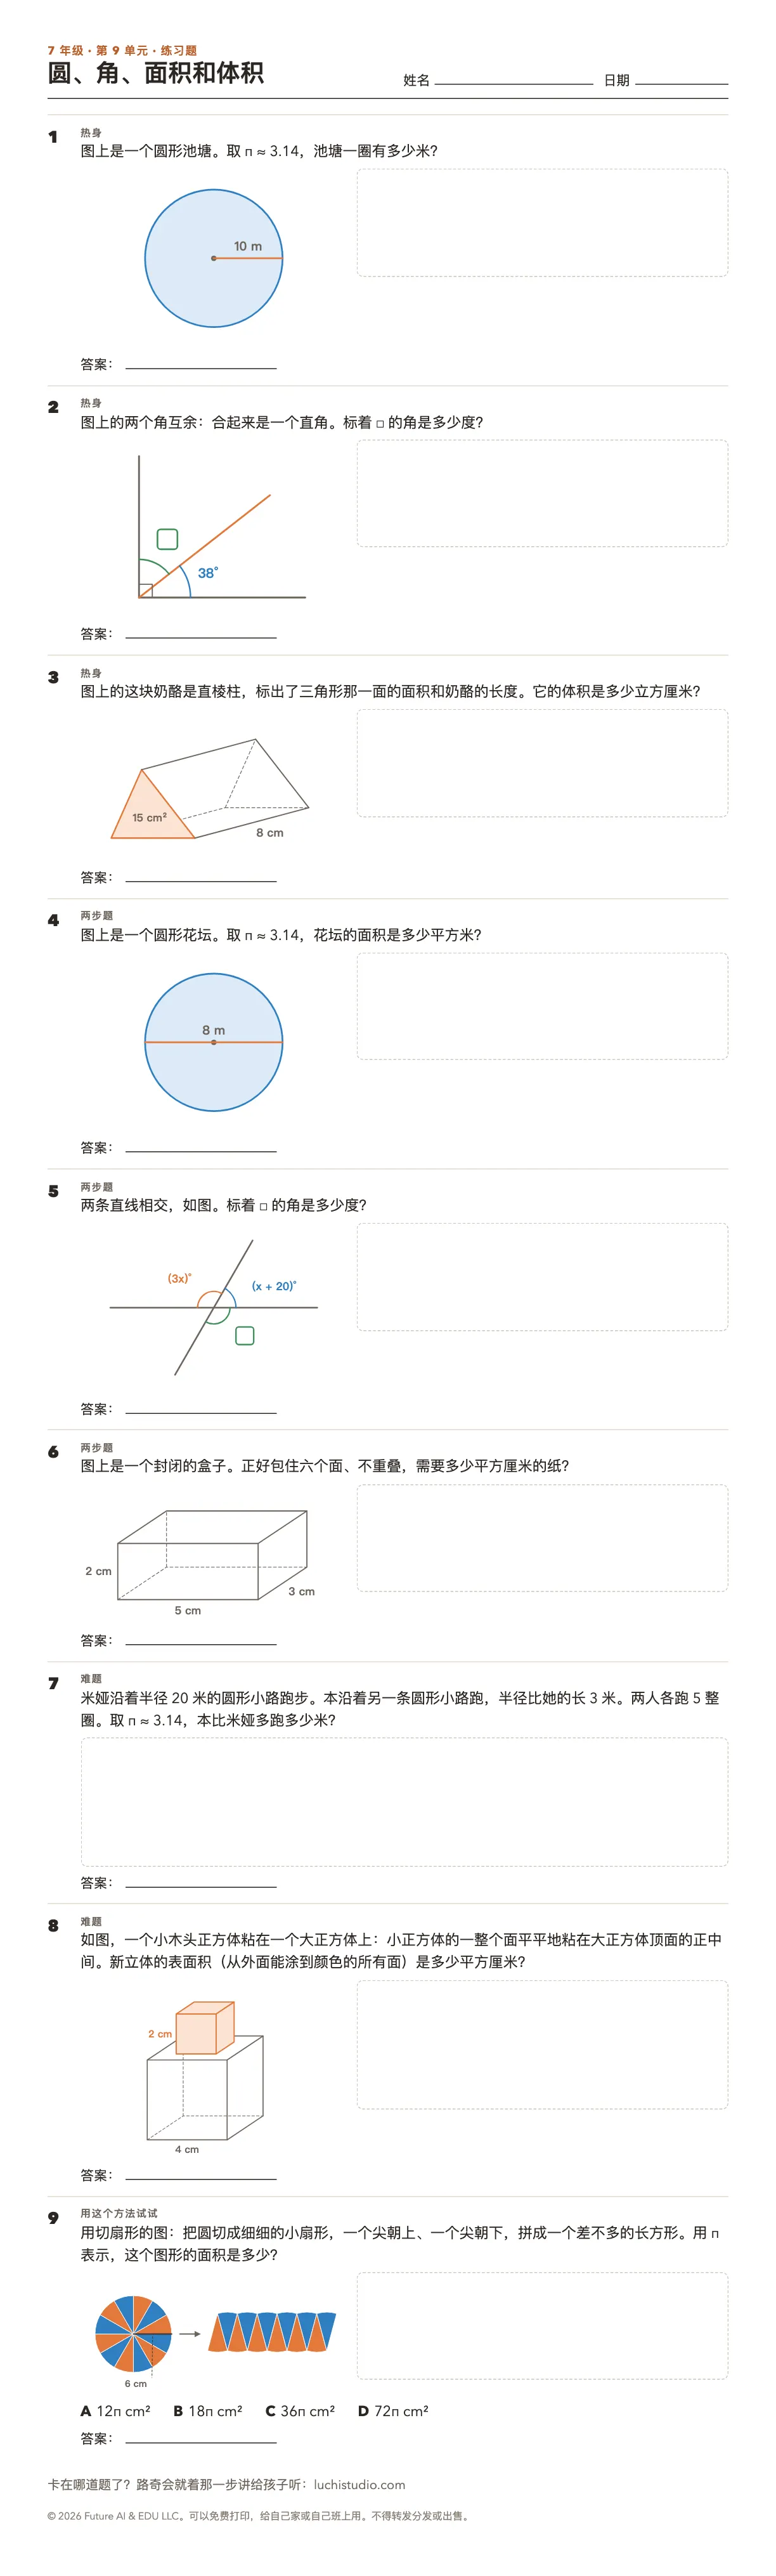 7 年级 · 第 9 单元 · 练习题
圆、角、面积和体积
姓名 日期
1
热身
图上是一个圆形池塘。取 π ≈ 3.14，池塘一圈有多少米？
10 m
答案：
2
热身
图上的两个角互余：合起来是一个直角。标着 □ 的角是多少度？
38°
答案：
3
热身
图上的这块奶酪是直棱柱，标出了三角形那一面的面积和奶酪的长度。它的体积是多少立方厘米？
15 cm²
8 cm
答案：
4
两步题
图上是一个圆形花坛。取 π ≈ 3.14，花坛的面积是多少平方米？
8 m
答案：
5
两步题
两条直线相交，如图。标着 □ 的角是多少度？
(3x)°
(x + 20)°
答案：
6
两步题
图上是一个封闭的盒子。正好包住六个面、不重叠，需要多少平方厘米的纸？
2 cm
3 cm
5 cm
答案：
7
难题
米娅沿着半径 20 米的圆形小路跑步。本沿着另一条圆形小路跑，半径比她的长 3 米。两人各跑 5 整
圈。取 π ≈ 3.14，本比米娅多跑多少米？
答案：
8
难题
如图，一个小木头正方体粘在一个大正方体上：小正方体的一整个面平平地粘在大正方体顶面的正中
间。新立体的表面积（从外面能涂到颜色的所有面）是多少平方厘米？
2 cm
4 cm
答案：
9
用这个方法试试
用切扇形的图：把圆切成细细的小扇形，一个尖朝上、一个尖朝下，拼成一个差不多的长方形。用 π
表示，这个图形的面积是多少？
6 cm
A 12π cm² B 18π cm² C 36π cm² D 72π cm²
答案：
卡在哪道题了？路奇会就着那一步讲给孩子听：luchistudio.com
© 2026 Future AI & EDU LLC。可以免费打印，给自己家或自己班上用。不得转发分发或出售。